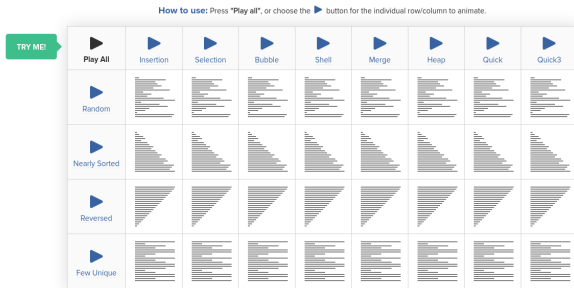 How to use: Press "Play all", or choose the button for the individual row/column to animate.
TRY ME!
Play All Insertion Selection Bubble Shell Merge Heap Quick Quick3
Random
Nearly Sorted
Reversed
Few Unique